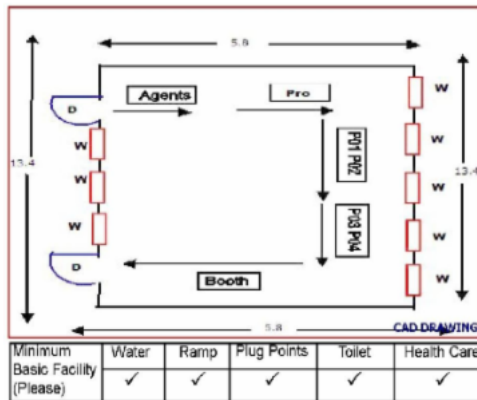 5.8
Agents
Pro
D
W
W
W
W
W
W
W
W
13.4
13.4
P01 P02
P03 P04
D
Booth
5.8
CAD DRAWING
Minimum Basic Facility (Please) Water Ramp Plug Points Toilet Health Care
✓ ✓ ✓ ✓ ✓